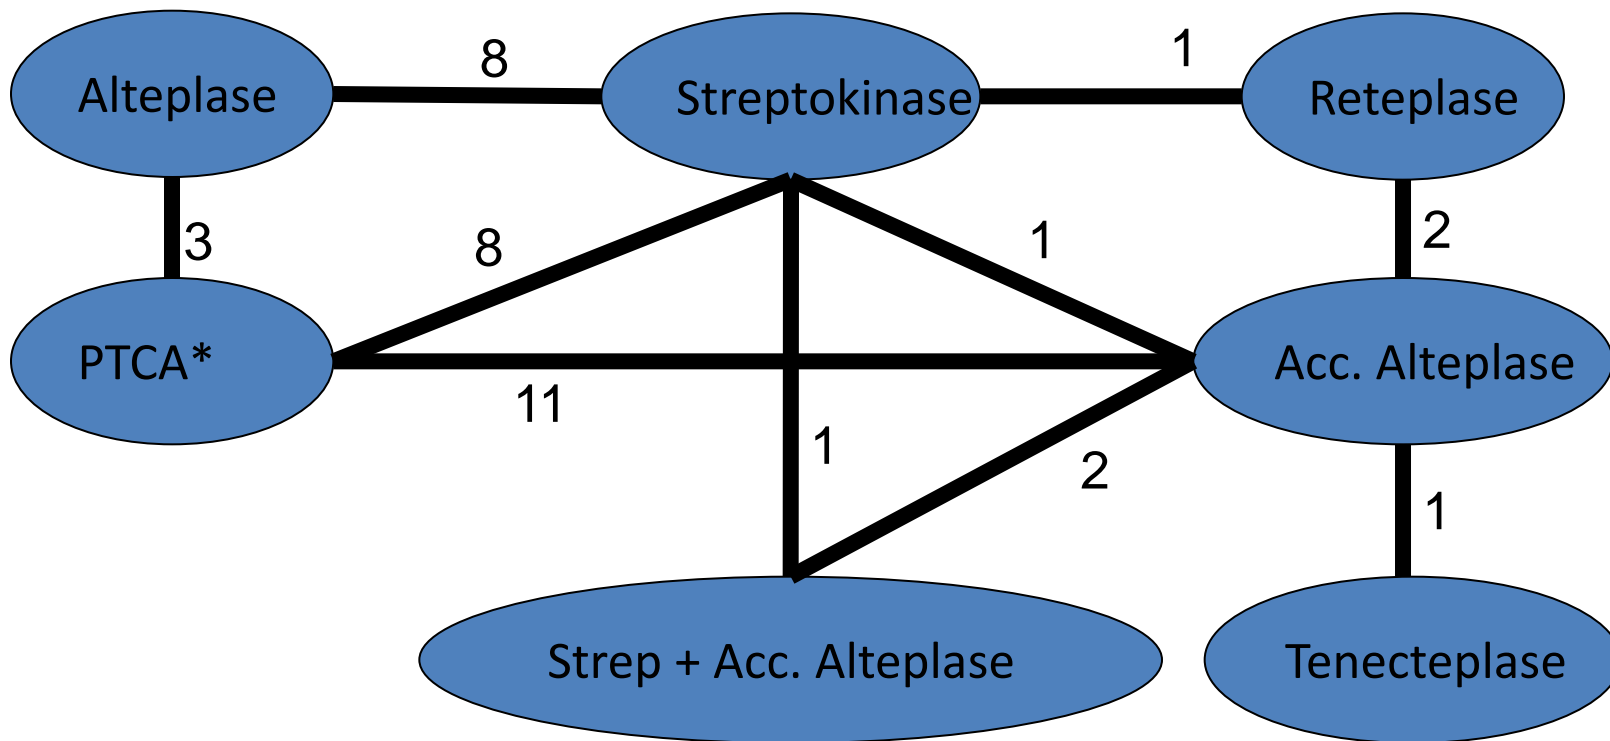 8
1
Alteplase
Streptokinase
Reteplase
3
8
1
2
PTCA*
Acc. Alteplase
11
1
2
1
Strep + Acc. Alteplase
Tenecteplase